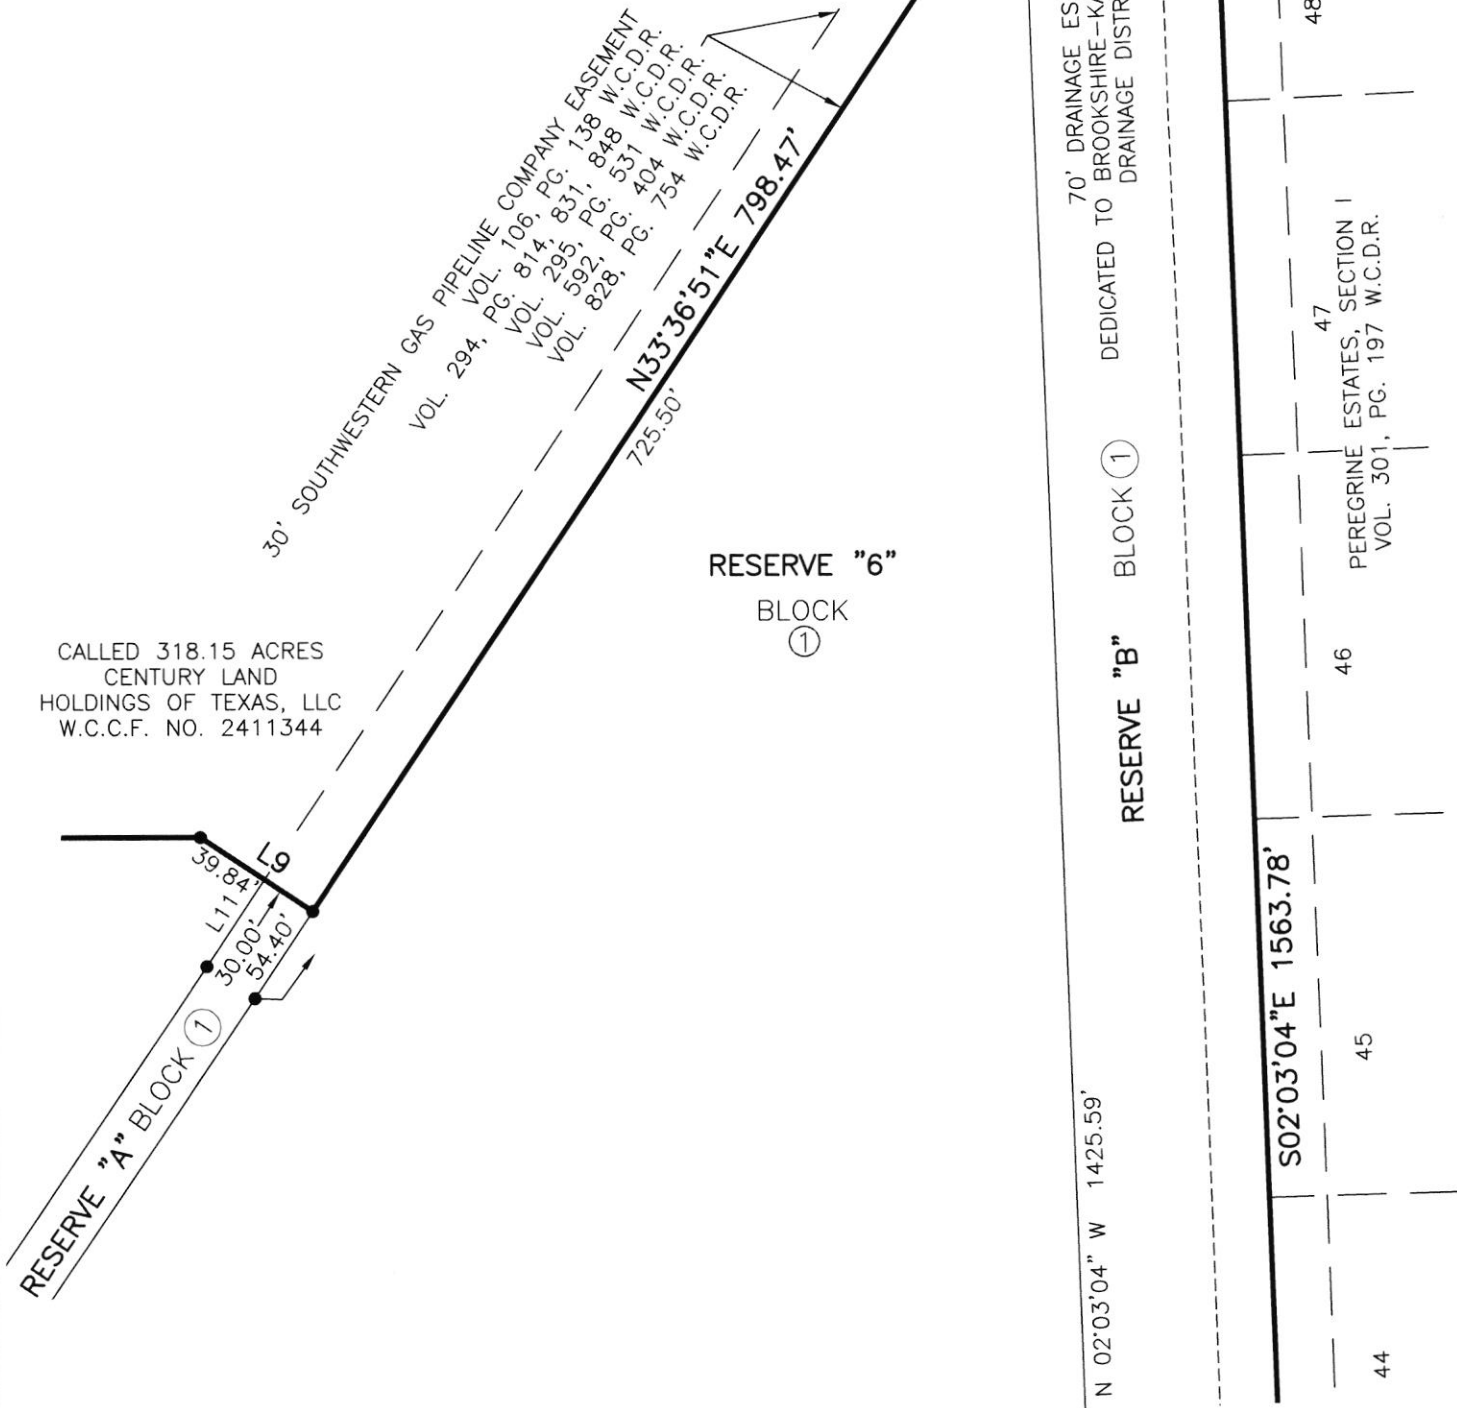 30' SOUTHWESTERN GAS PIPELINE COMPANY EASEMENT
VOL. 106, PG. 138 W.C.D.R.
VOL. 294, PG. 814, 831, 848 W.C.D.R.
VOL. 295, PG. 531 W.C.D.R.
VOL. 592, PG. 404 W.C.D.R.
VOL. 828, PG. 754 W.C.D.R.
N33°36'51"E 798.47'
725.50'
RESERVE "6"
BLOCK
1
CALLED 318.15 ACRES
CENTURY LAND
HOLDINGS OF TEXAS, LLC
W.C.C.F. NO. 2411344
L9
39.84'
L11
30.00'
54.40'
RESERVE "A" BLOCK 1
70' DRAINAGE ES
DEDICATED TO BROOKSHIRE-KA
DRAINAGE DISTR
RESERVE "B" BLOCK 1
N 02°03'04" W 1425.59'
S02°03'04"E 1563.78'
48
47
PEREGRINE ESTATES, SECTION I
VOL. 301, PG. 197 W.C.D.R.
46
45
44